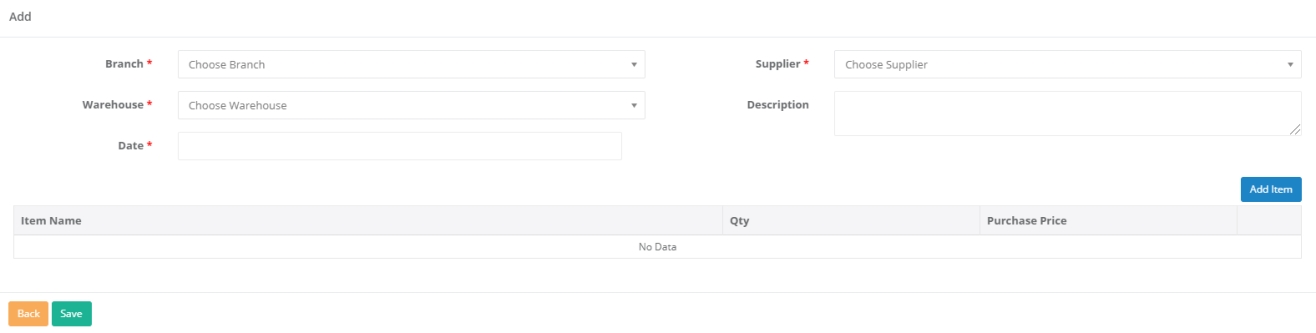 Add
Branch * Choose Branch Supplier * Choose Supplier
Warehouse * Choose Warehouse Description
Date *
Add Item
Item Name Qty Purchase Price
No Data
Back Save